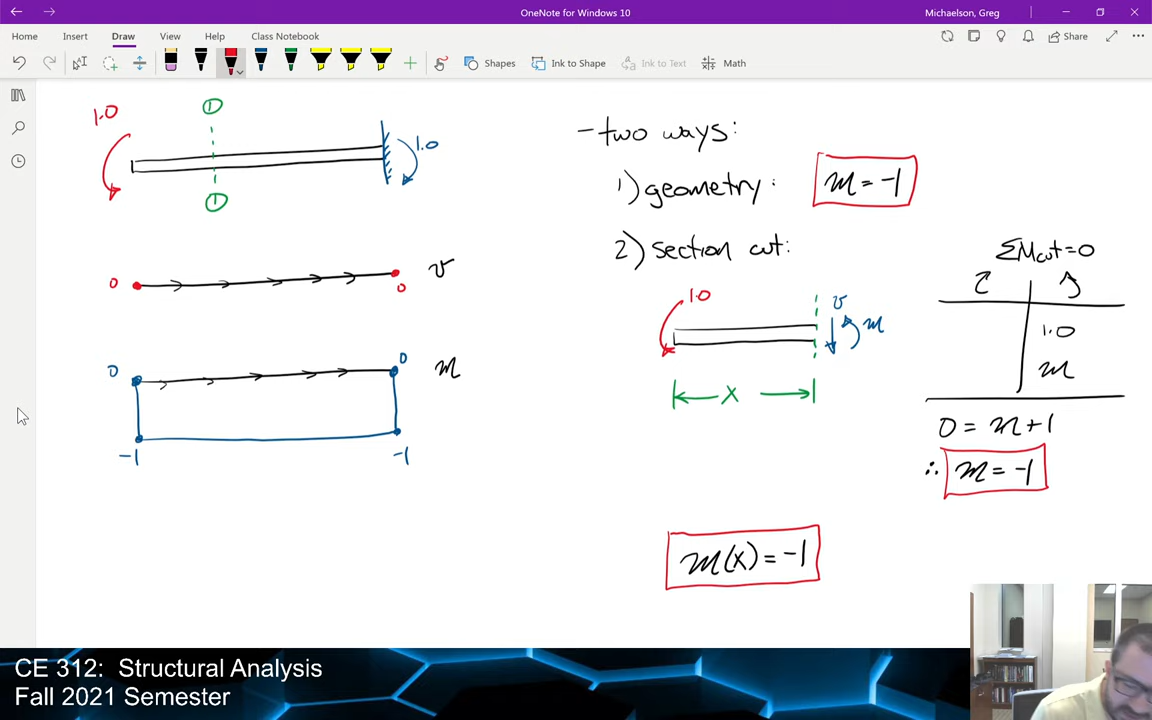 OneNote for Windows 10
Michaelson, Greg
Home
Insert
Draw
View
Help
Class Notebook
Share
Shapes
Ink to Shape
Ink to Text
Math
1.0
①
1.0
①
0
0
v
0
0
m
-1
-1
- two ways:
1) geometry: m = -1
2) section cut:
1.0
v
m
x
ΣMcut = 0
1.0
m
0 = m + 1
∴ m = -1
m(x) = -1
CE 312: Structural Analysis
Fall 2021 Semester